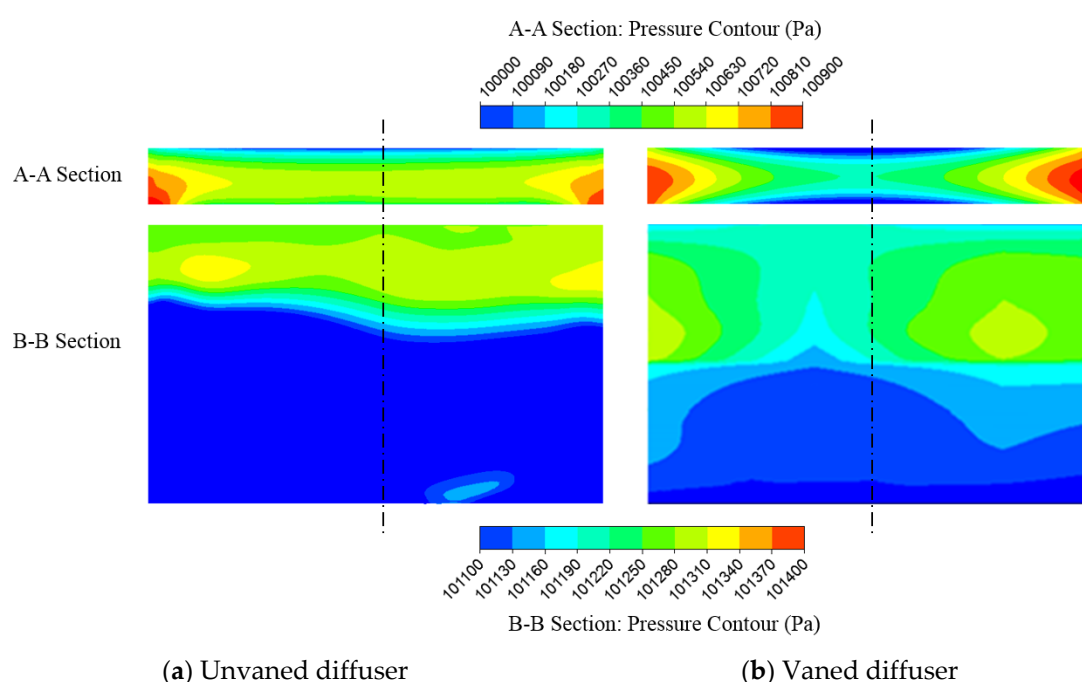 A-A Section: Pressure Contour (Pa)
100000 100090 100180 100270 100360 100450 100540 100630 100720 100810 100900
A-A Section
B-B Section
101100 101130 101160 101190 101220 101250 101280 101310 101340 101370 101400
B-B Section: Pressure Contour (Pa)
(a) Unvaned diffuser (b) Vaned diffuser